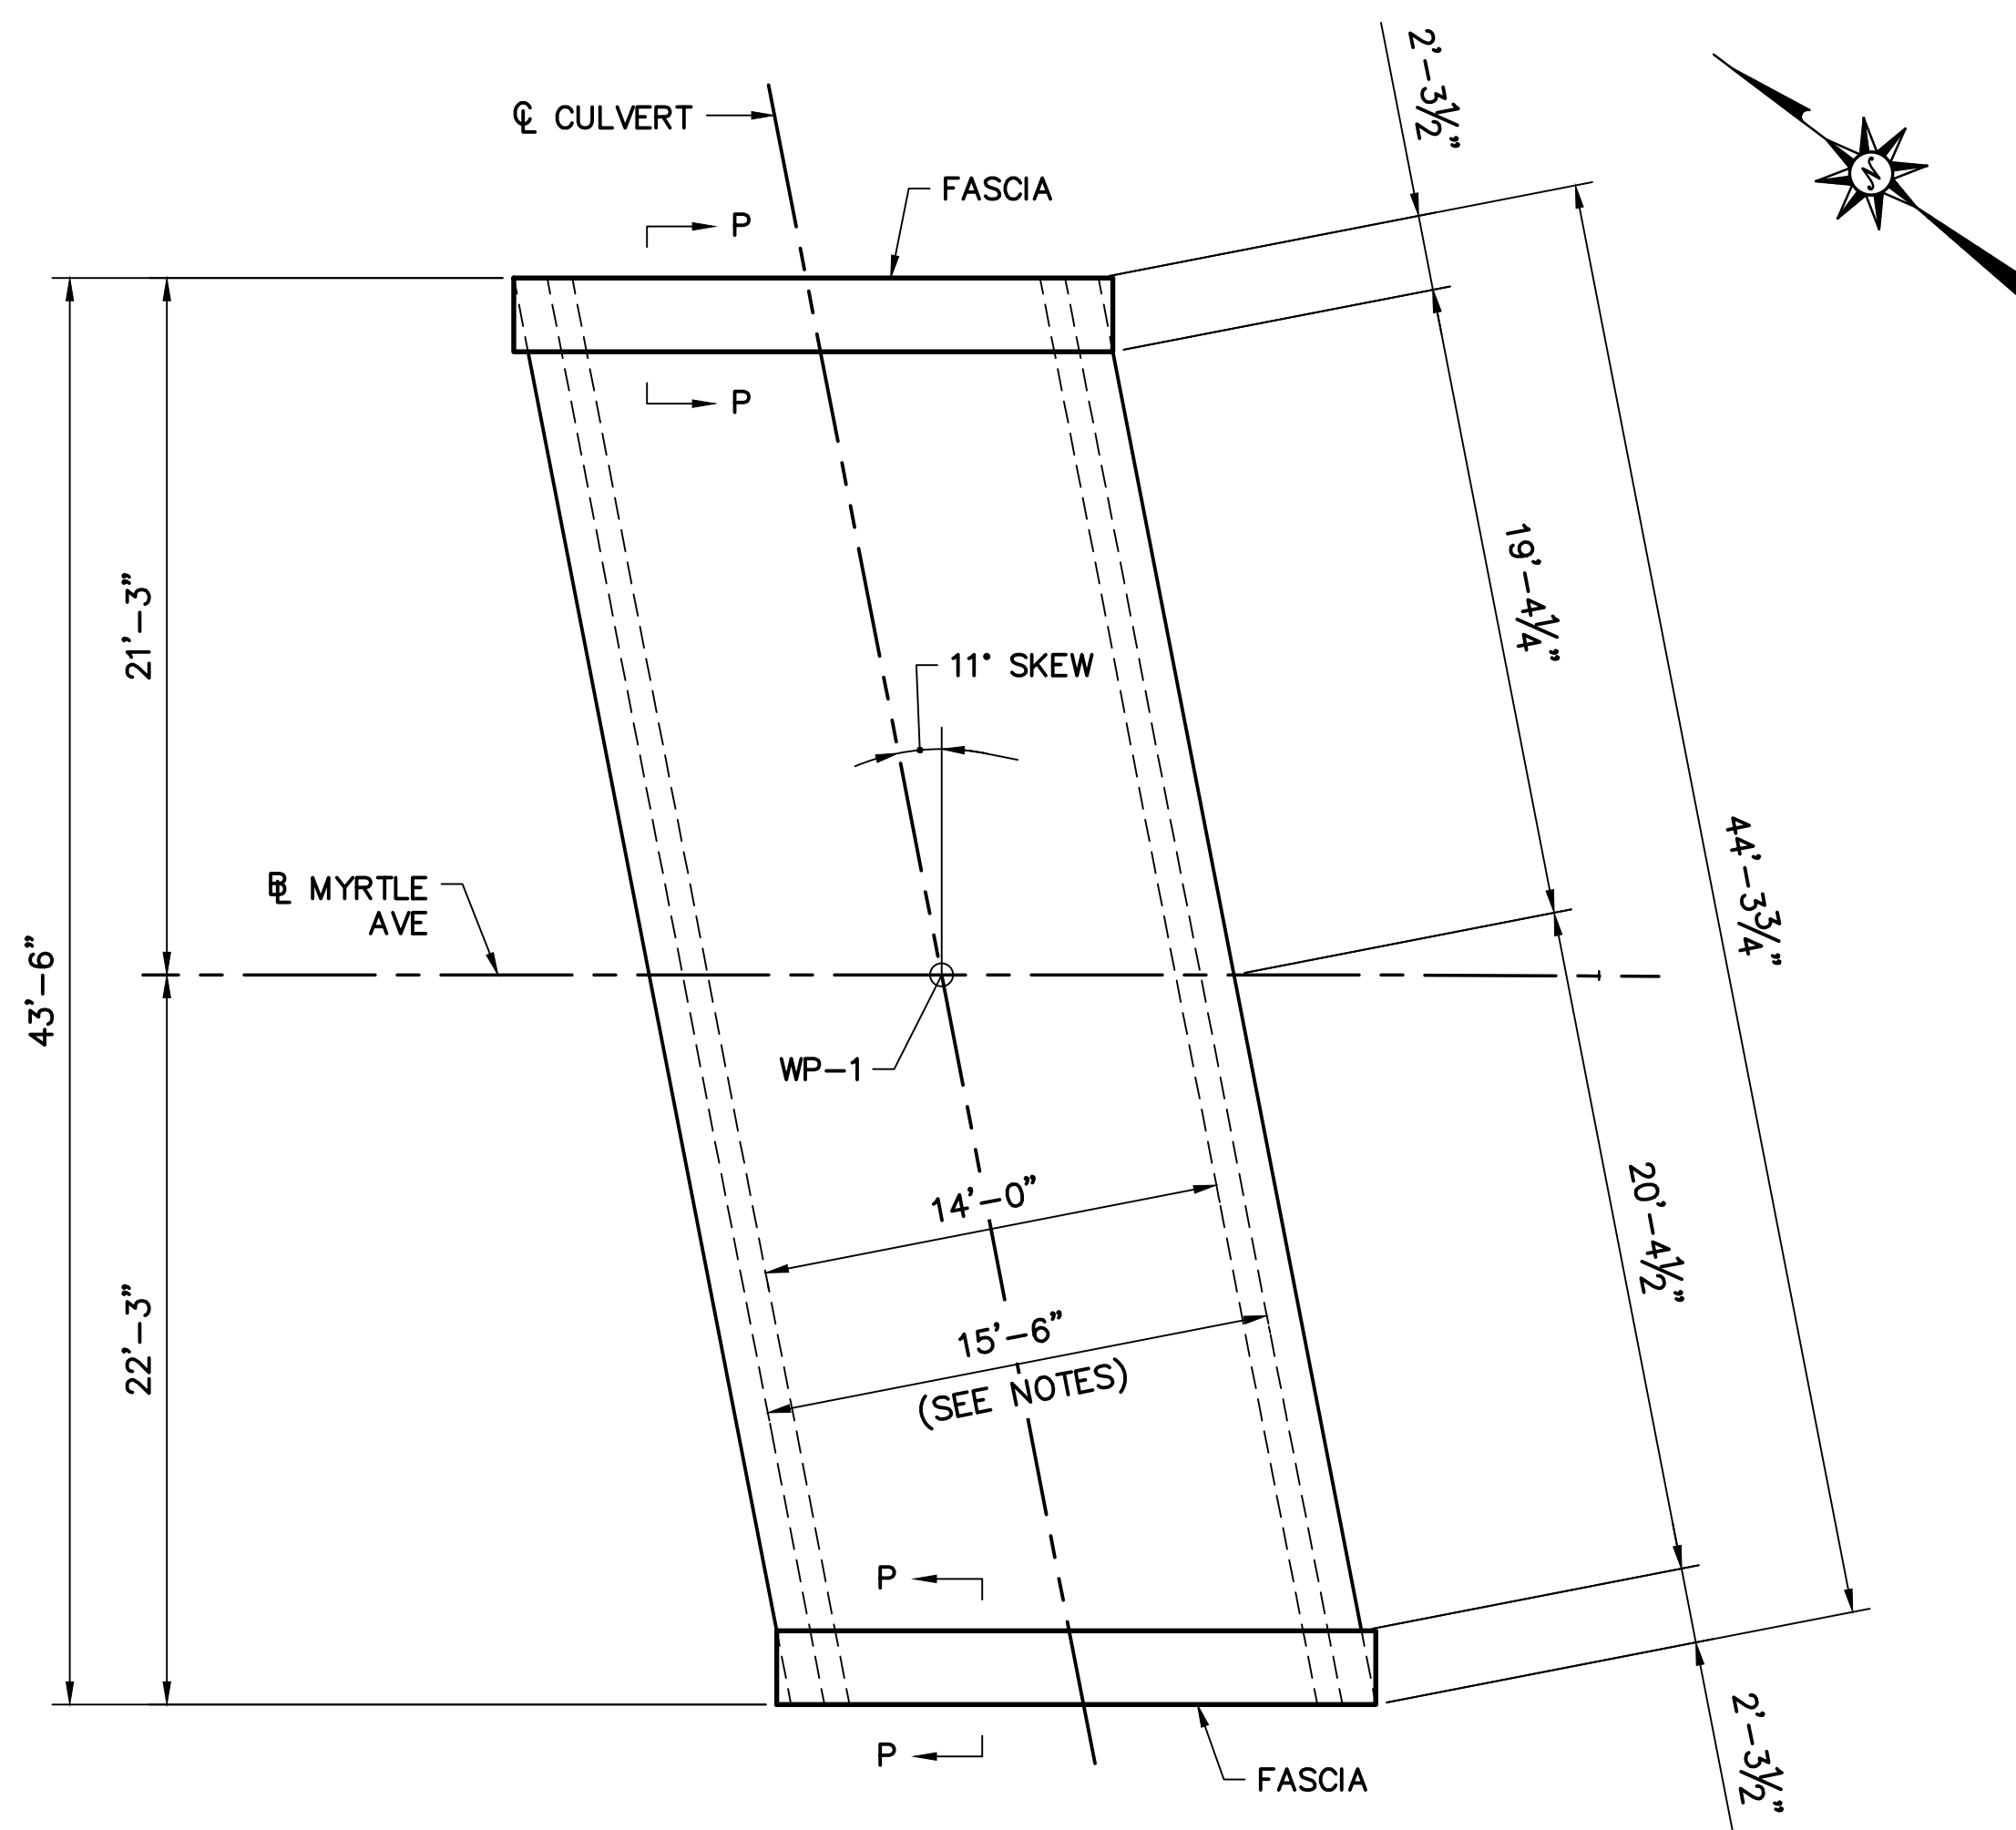 ℄ CULVERT
FASCIA
P
P
2'-3½"
N
19'-4¼"
21'-3"
11° SKEW
44'-3¾"
BL MYRTLE
AVE
43'-6"
WP-1
14'-0"
20'-4½"
15'-6"
(SEE NOTES)
22'-3"
P
P
FASCIA
2'-3½"